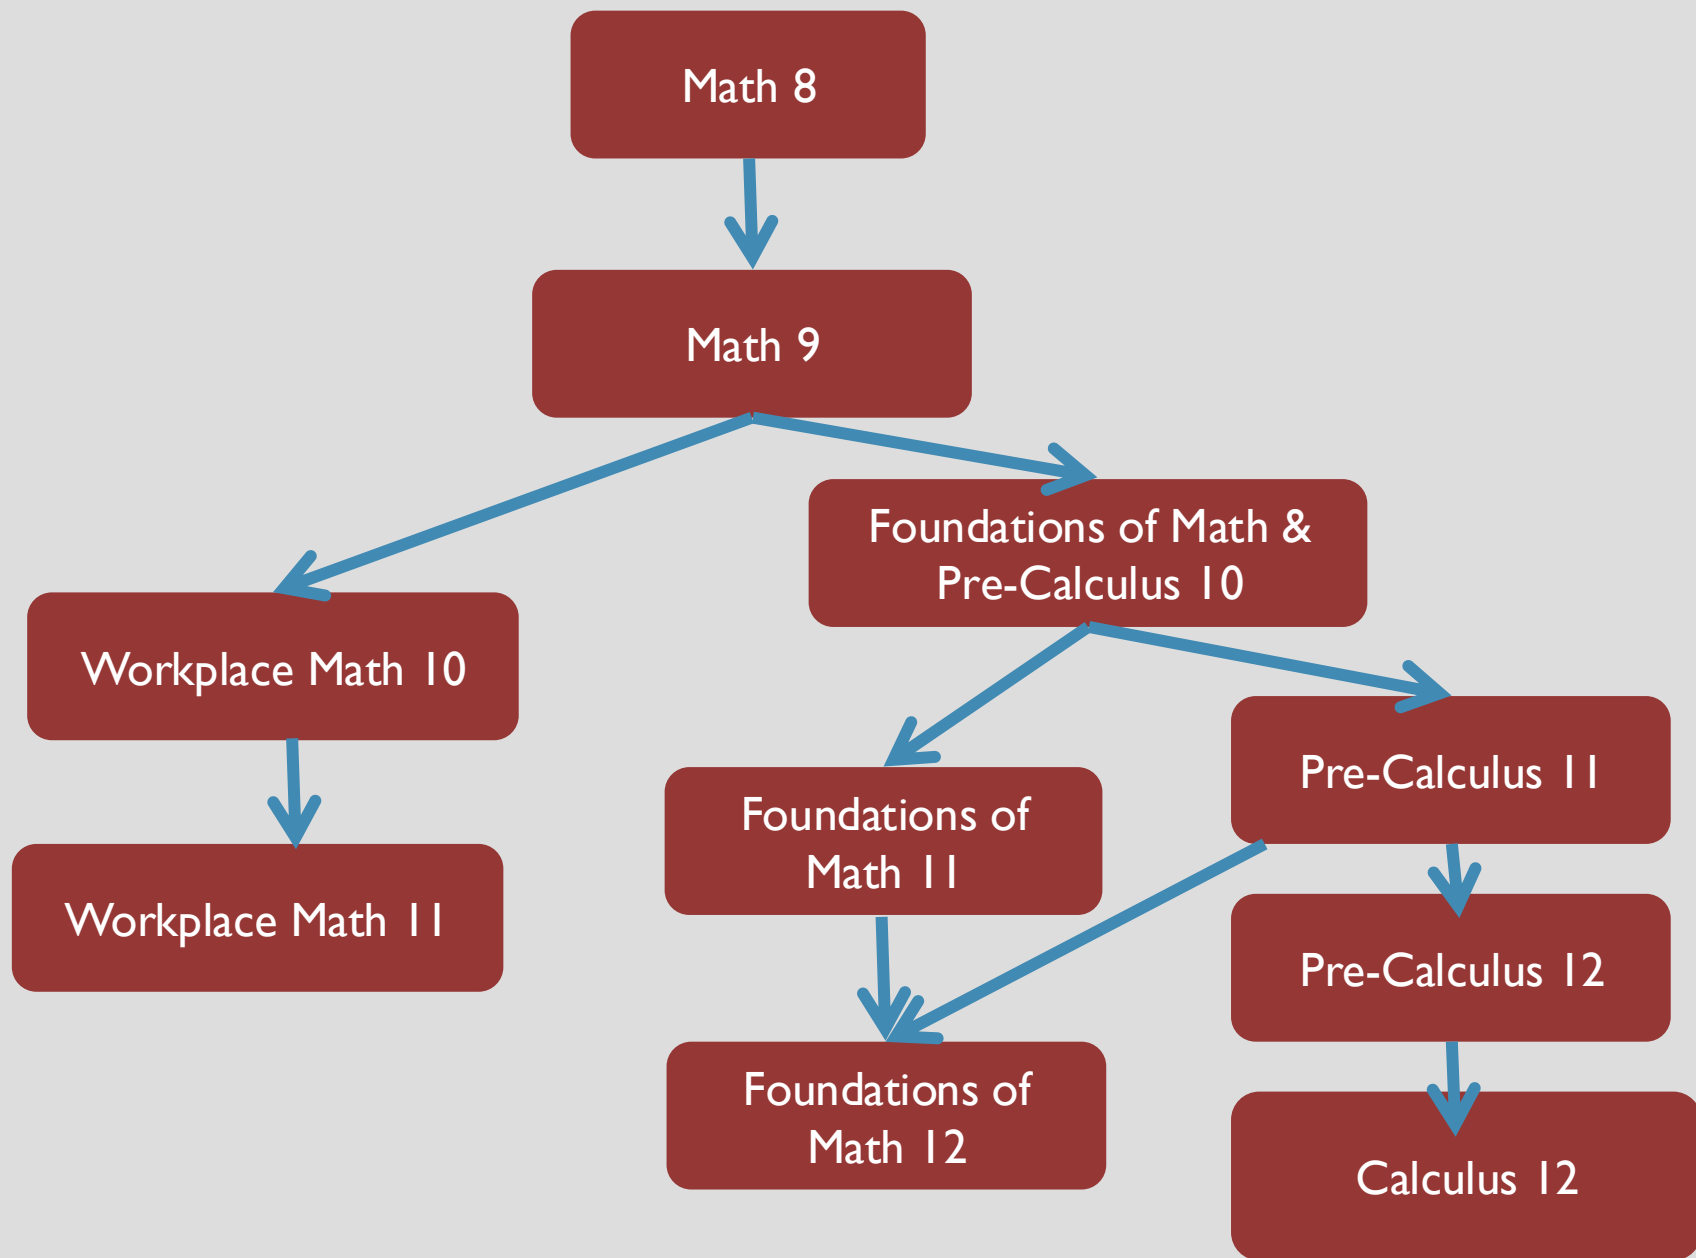 Math 8
Math 9
Foundations of Math &
Pre-Calculus 10
Workplace Math 10
Pre-Calculus 11
Foundations of
Math 11
Workplace Math 11
Pre-Calculus 12
Foundations of
Math 12
Calculus 12